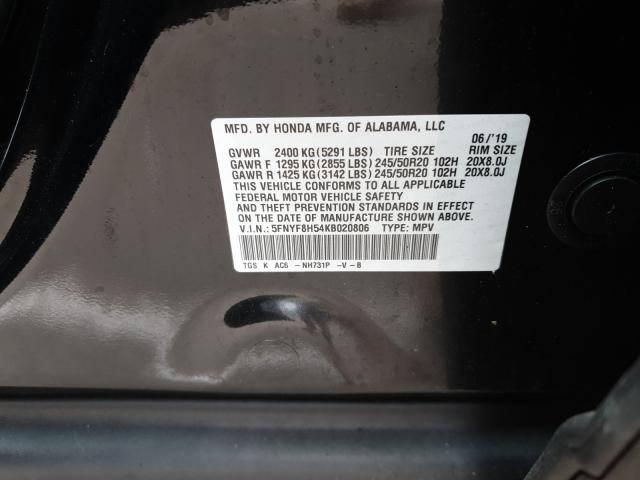 MFD. BY HONDA MFG. OF ALABAMA, LLC 06/'19
GVWR 2400 KG(5291 LBS) TIRE SIZE RIM SIZE
GAWR F 1295 KG(2855 LBS) 245/50R20 102H 20X8.0J
GAWR R 1425 KG(3142 LBS) 245/50R20 102H 20X8.0J
THIS VEHICLE CONFORMS TO ALL APPLICABLE
FEDERAL MOTOR VEHICLE SAFETY
AND THEFT PREVENTION STANDARDS IN EFFECT
ON THE DATE OF MANUFACTURE SHOWN ABOVE.
V.I.N.: 5FNYF8H54KB020806 TYPE: MPV
TGS K AC6 -NH731P -V-B